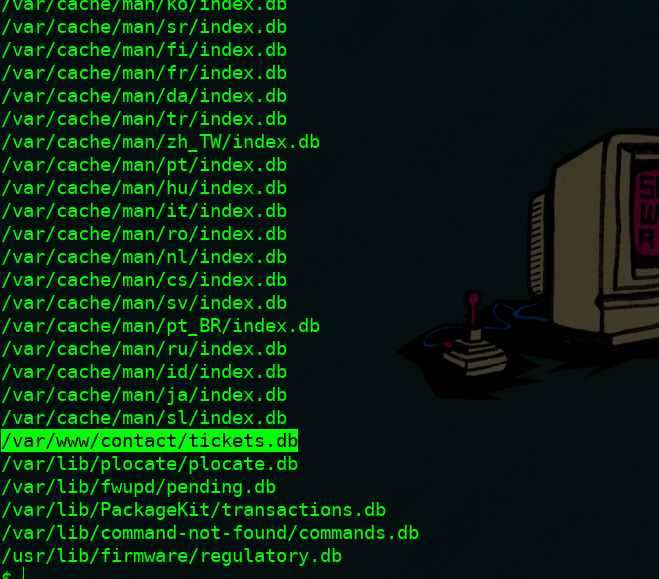 /var/cache/man/ko/index.db
/var/cache/man/sr/index.db
/var/cache/man/fi/index.db
/var/cache/man/fr/index.db
/var/cache/man/da/index.db
/var/cache/man/tr/index.db
/var/cache/man/zh_TW/index.db
/var/cache/man/pt/index.db
/var/cache/man/hu/index.db
/var/cache/man/it/index.db
/var/cache/man/ro/index.db
/var/cache/man/nl/index.db
/var/cache/man/cs/index.db
/var/cache/man/sv/index.db
/var/cache/man/pt_BR/index.db
/var/cache/man/ru/index.db
/var/cache/man/id/index.db
/var/cache/man/ja/index.db
/var/cache/man/sl/index.db
/var/www/contact/tickets.db
/var/lib/plocate/plocate.db
/var/lib/fwupd/pending.db
/var/lib/PackageKit/transactions.db
/var/lib/command-not-found/commands.db
/usr/lib/firmware/regulatory.db
$